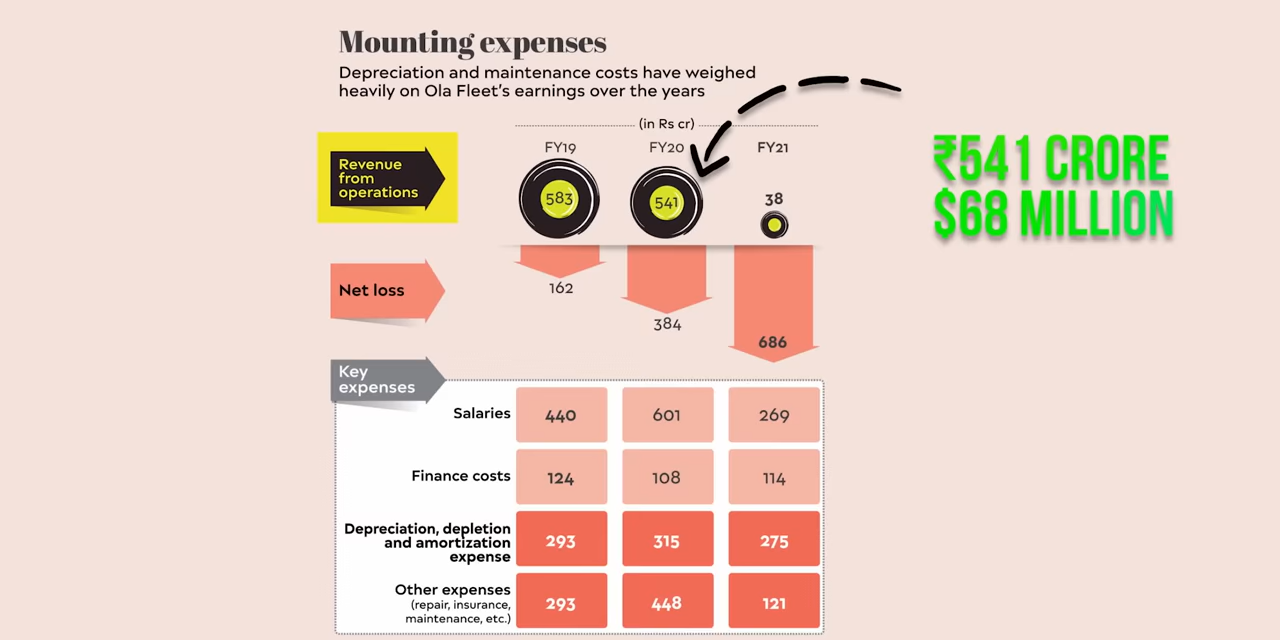 Mounting expenses
Depreciation and maintenance costs have weighed
heavily on Ola Fleet's earnings over the years
(in Rs cr)
FY19 FY20 FY21
Revenue
from
operations
583 541 38
₹541 CRORE
$68 MILLION
Net loss
162
384
686
Key
expenses
Salaries 440 601 269
Finance costs 124 108 114
Depreciation, depletion
and amortization
expense
293 315 275
Other expenses
(repair, insurance,
maintenance, etc.)
293 448 121